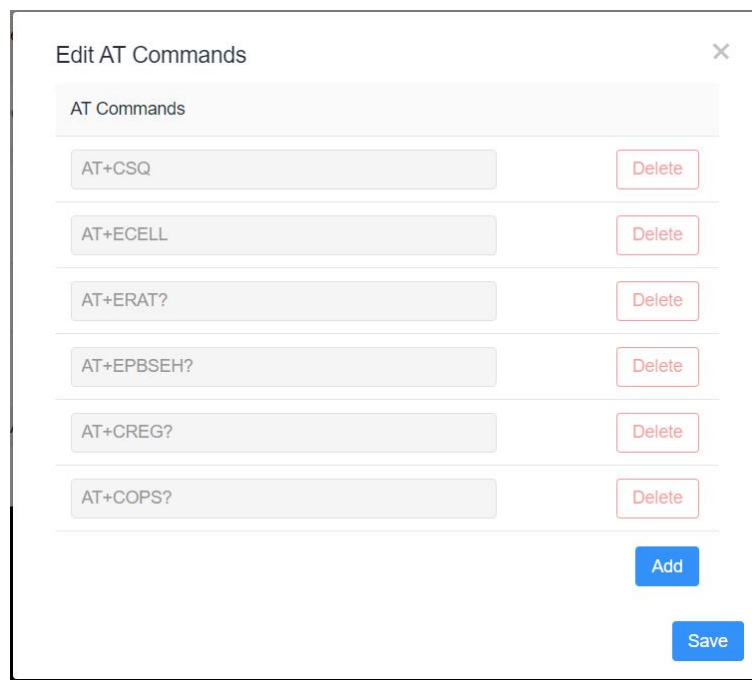 Edit AT Commands
AT Commands
AT+CSQ Delete
AT+ECELL Delete
AT+ERAT? Delete
AT+EPBSEH? Delete
AT+CREG? Delete
AT+COPS? Delete
Add
Save